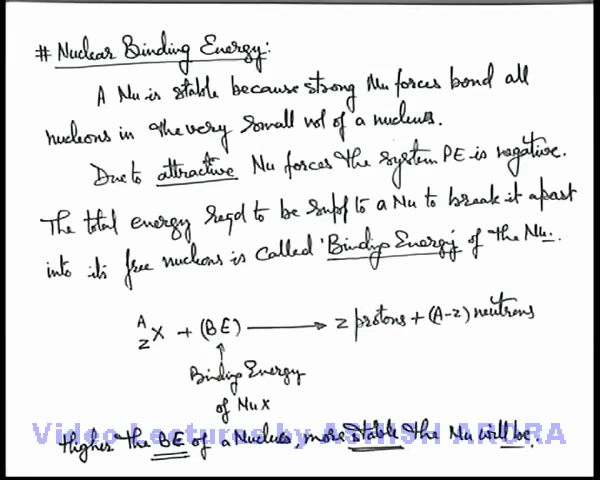 # Nuclear Binding Energy:
A Nu is stable because strong Nu forces bond all
nucleons in the very small vol of a nucleus.
Due to attractive Nu forces the system PE is negative.
The total energy reqd to be supp to a Nu to break it apart
into its free nucleons is called 'Binding Energy' of the Nu.
A
Z X + (BE) → Z protons + (A-Z) neutrons
↑
Binding Energy
of Nu X
Higher the BE of a Nucleus, more stable the Nu will be.
Video Lectures by ASHISH ARORA